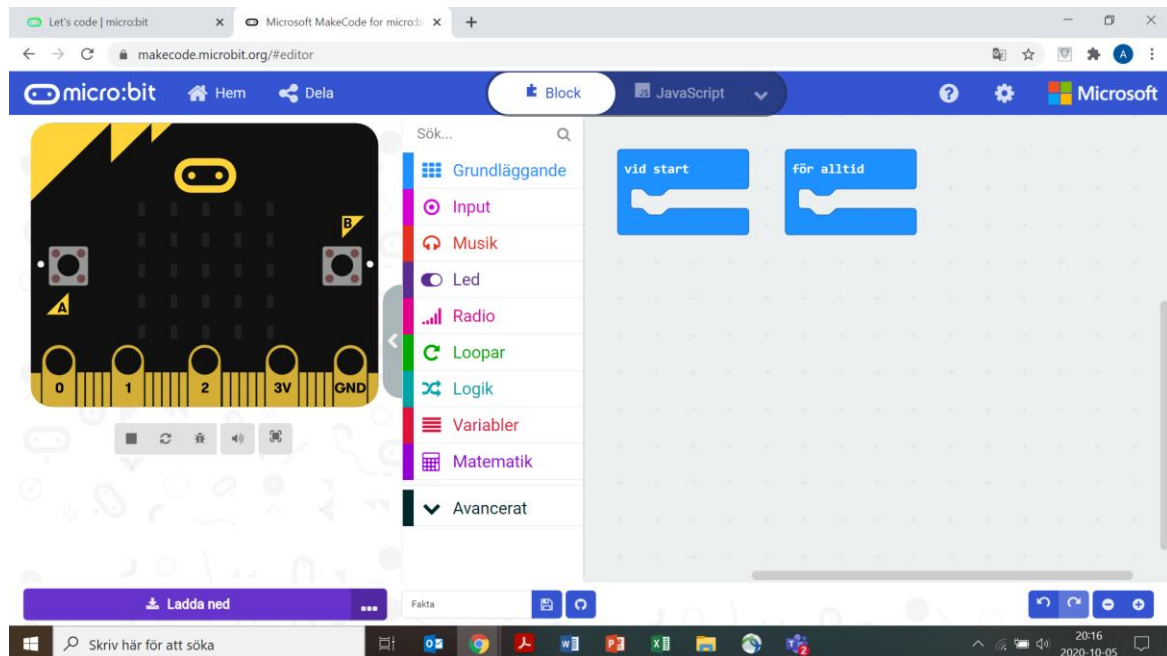 Let's code | micro:bit
Microsoft MakeCode for micro:b
makecode.microbit.org/#editor
A
micro:bit
Hem
Dela
Block
JS JavaScript
?
Microsoft
Sök...
Grundläggande
Input
Musik
Led
Radio
Loopar
Logik
Variabler
Matematik
Avancerat
B
A
0 1 2 3V GND
vid start
för alltid
Ladda ned
...
Fakta
Skriv här för att söka
20:16
2020-10-05